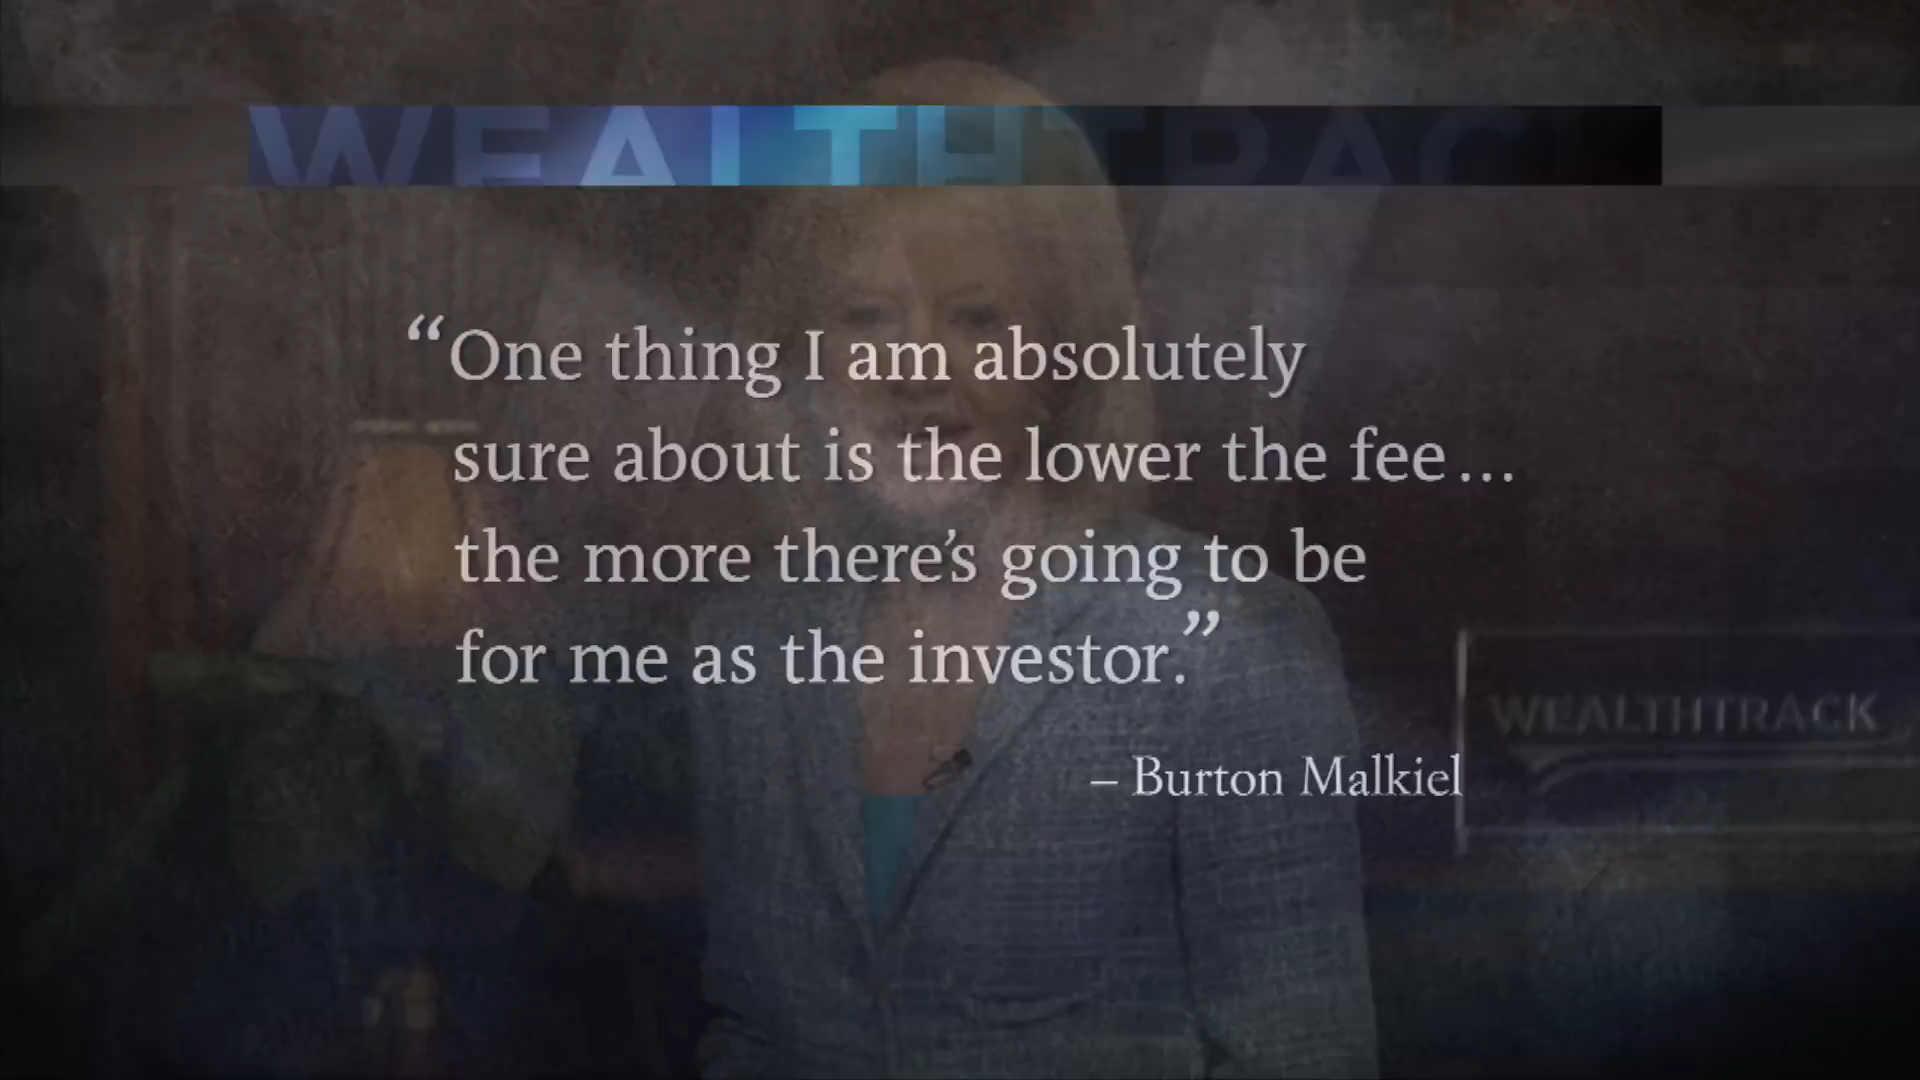 WEALTHTRACK
“One thing I am absolutely
sure about is the lower the fee…
the more there’s going to be
for me as the investor.”
– Burton Malkiel
WEALTHTRACK